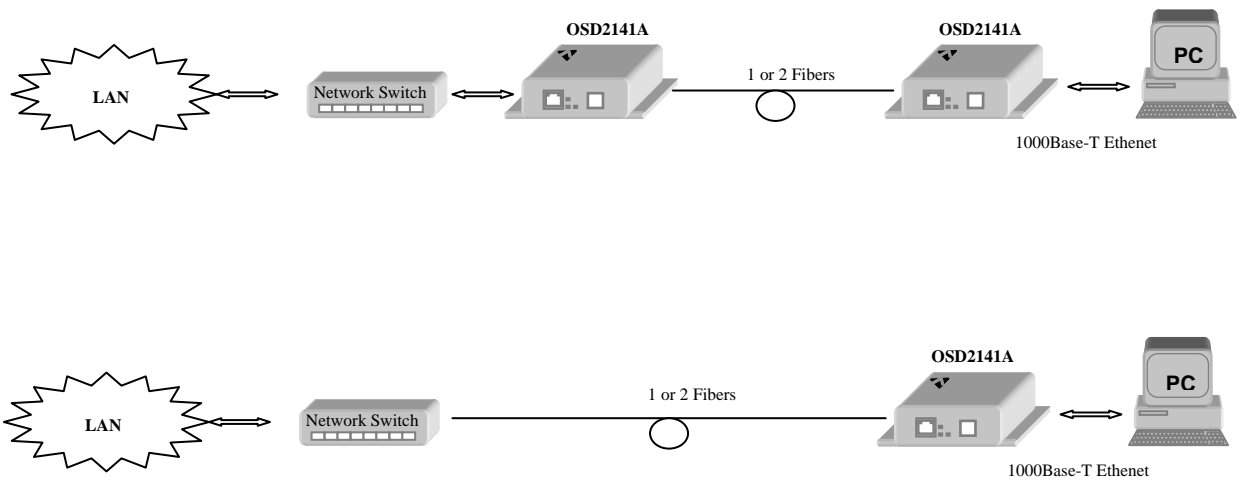 OSD2141A
OSD2141A
PC
1 or 2 Fibers
LAN
Network Switch
1000Base-T Ethenet
OSD2141A
PC
1 or 2 Fibers
LAN
Network Switch
1000Base-T Ethenet